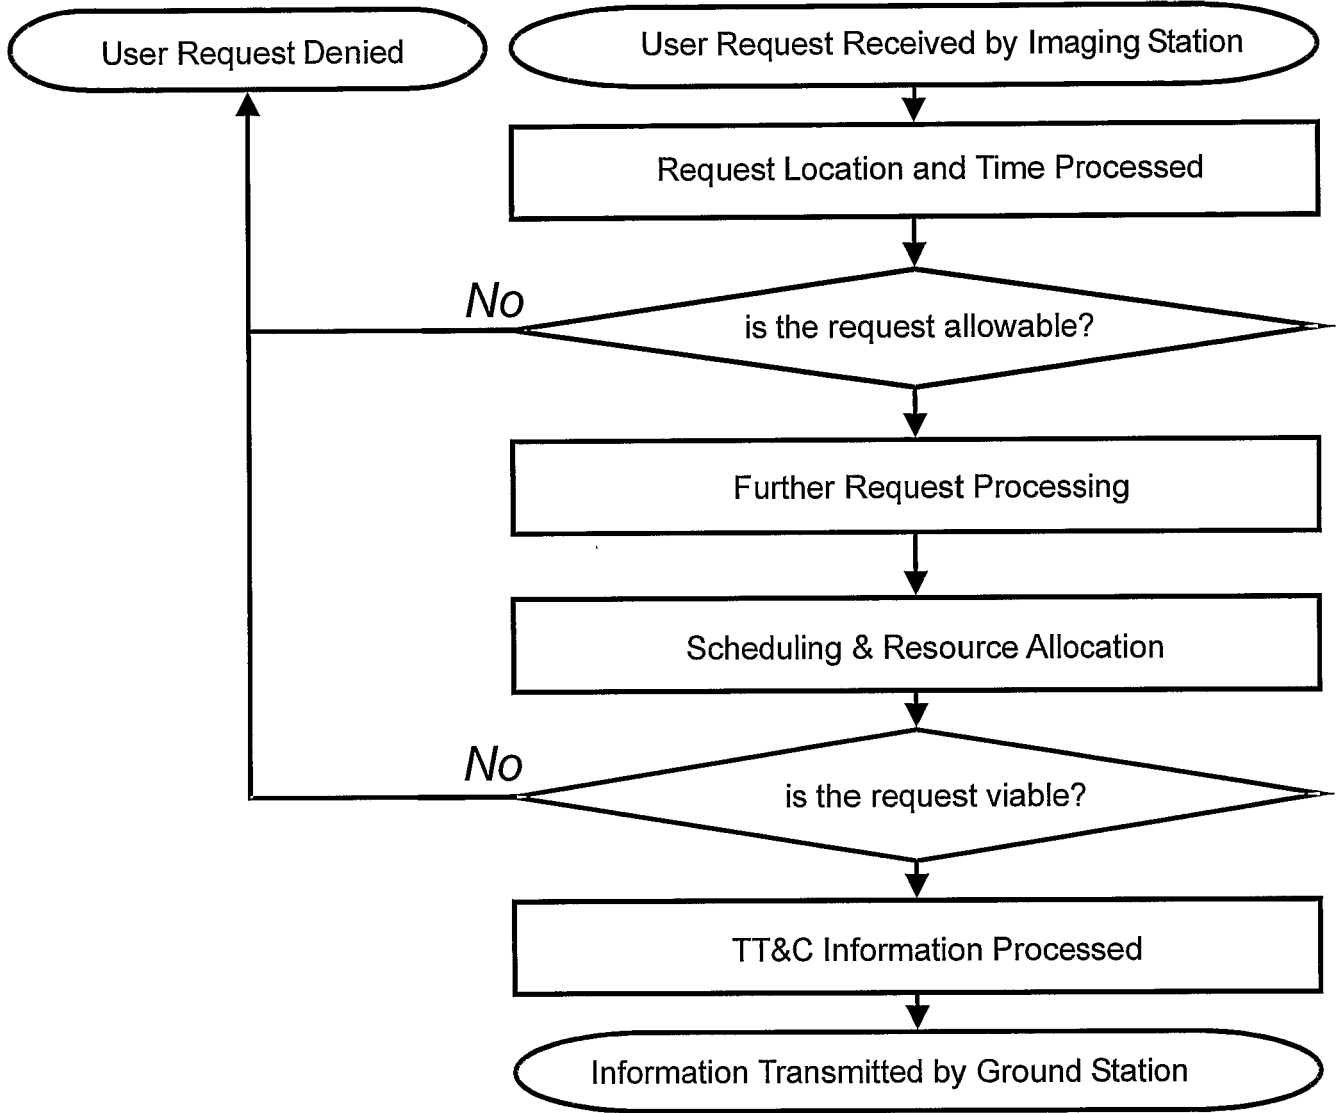 User Request Denied
User Request Received by Imaging Station
Request Location and Time Processed
No
is the request allowable?
Further Request Processing
Scheduling & Resource Allocation
No
is the request viable?
TT&C Information Processed
Information Transmitted by Ground Station